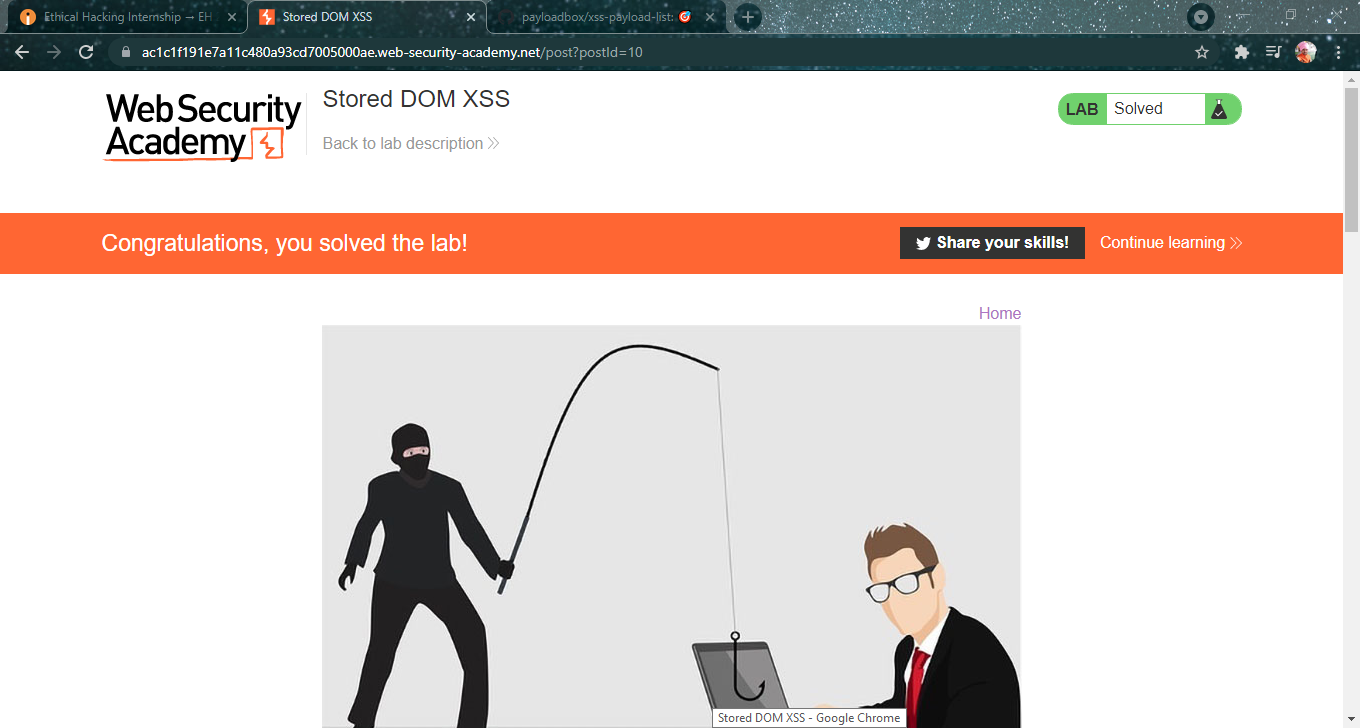 Ethical Hacking Internship → EH
Stored DOM XSS
payloadbox/xss-payload-list: 🎯
ac1c1f191e7a11c480a93cd7005000ae.web-security-academy.net/post?postId=10
Web Security
Academy
Stored DOM XSS
Back to lab description
LAB Solved
Congratulations, you solved the lab!
Share your skills!
Continue learning
Home
Stored DOM XSS - Google Chrome